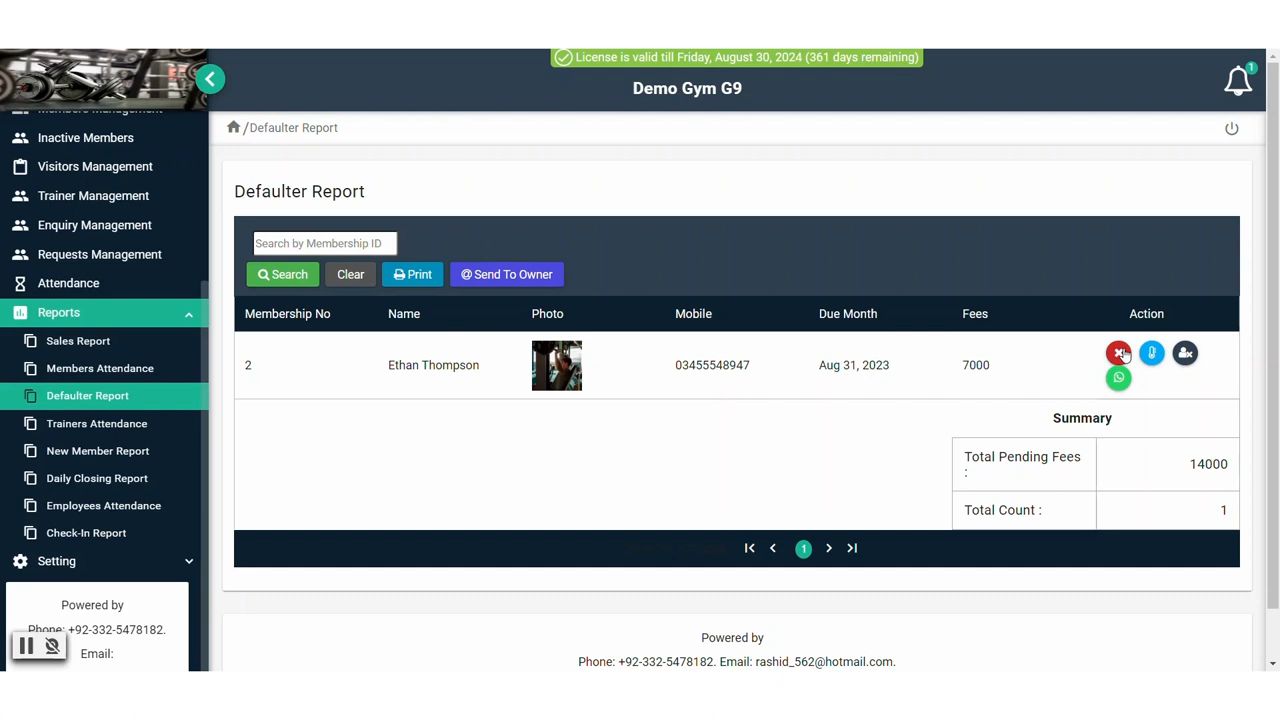 License is valid till Friday, August 30, 2024 (361 days remaining)
Demo Gym G9
1
/Defaulter Report
Members Management
Inactive Members
Visitors Management
Trainer Management
Enquiry Management
Requests Management
Attendance
Reports
Sales Report
Members Attendance
Defaulter Report
Trainers Attendance
New Member Report
Daily Closing Report
Employees Attendance
Check-In Report
Setting
Powered by
Phone: +92-332-5478182.
Email:
Defaulter Report
Search by Membership ID
Search Clear Print @ Send To Owner
Membership No Name Photo Mobile Due Month Fees Action
2 Ethan Thompson 03455548947 Aug 31, 2023 7000
Summary
Total Pending Fees : 14000
Total Count : 1
1
Powered by
Phone: +92-332-5478182. Email: rashid_562@hotmail.com.